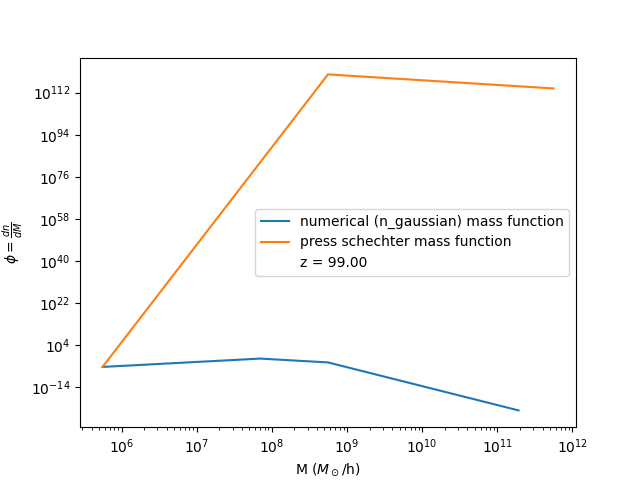 10^112
10^94
10^76
10^58
10^40
10^22
10^4
10^−14
ϕ = dn/dM
numerical (n_gaussian) mass function
press schechter mass function
z = 99.00
10^6 10^7 10^8 10^9 10^10 10^11 10^12
M (M_⊙/h)